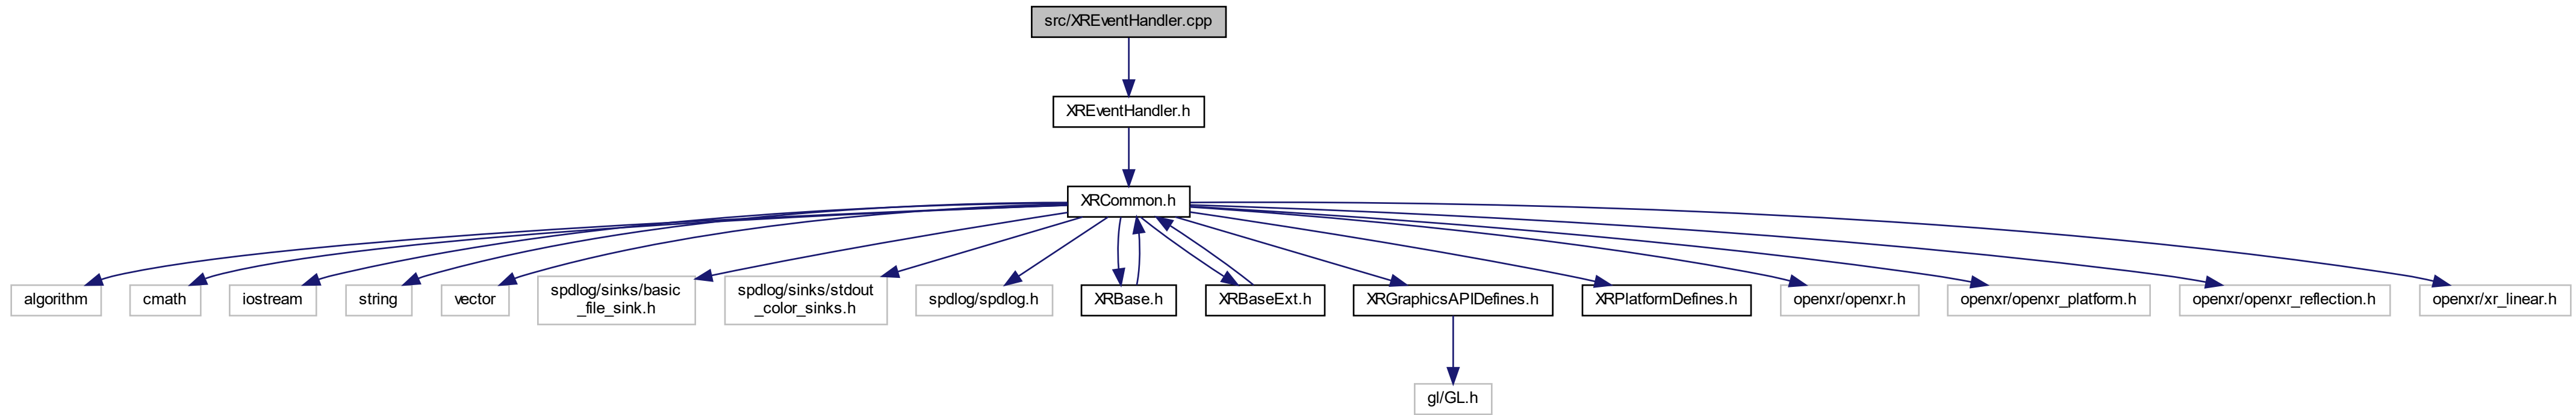 src/XREventHandler.cpp
XREventHandler.h
XRCommon.h
algorithm
cmath
iostream
string
vector
spdlog/sinks/basic
_file_sink.h
spdlog/sinks/stdout
_color_sinks.h
spdlog/spdlog.h
XRBase.h
XRBaseExt.h
XRGraphicsAPIDefines.h
XRPlatformDefines.h
openxr/openxr.h
openxr/openxr_platform.h
openxr/openxr_reflection.h
openxr/xr_linear.h
gl/GL.h